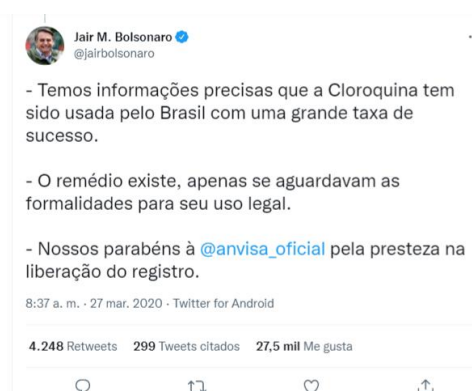 Jair M. Bolsonaro
@jairbolsonaro
- Temos informações precisas que a Cloroquina tem
sido usada pelo Brasil com uma grande taxa de
sucesso.
- O remédio existe, apenas se aguardavam as
formalidades para seu uso legal.
- Nossos parabéns à @anvisa_oficial pela presteza na
liberação do registro.
8:37 a. m. · 27 mar. 2020 · Twitter for Android
4.248 Retweets 299 Tweets citados 27,5 mil Me gusta